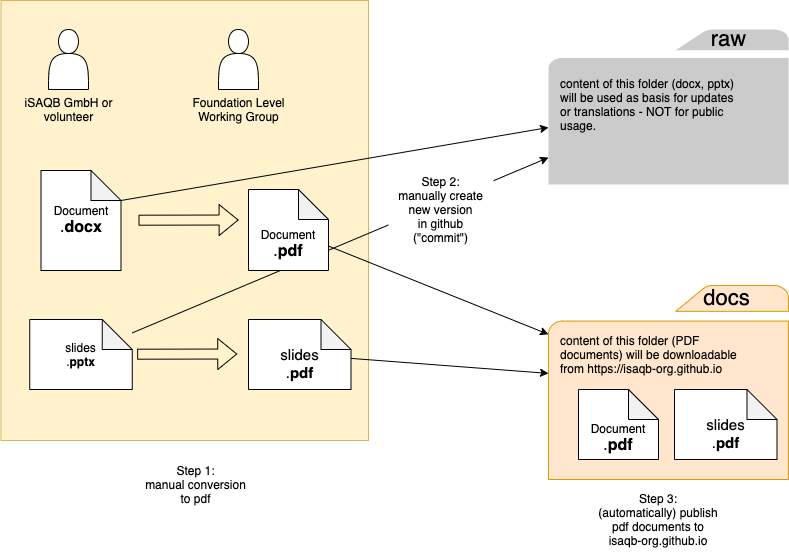 iSAQB GmbH or
volunteer
Foundation Level
Working Group
Document
.docx
Document
.pdf
slides
.pptx
slides
.pdf
Step 1:
manual conversion
to pdf
Step 2:
manually create
new version
in github
("commit")
raw
content of this folder (docx, pptx)
will be used as basis for updates
or translations - NOT for public
usage.
docs
content of this folder (PDF
documents) will be downloadable
from https://isaqb-org.github.io
Document
.pdf
slides
.pdf
Step 3:
(automatically) publish
pdf documents to
isaqb-org.github.io